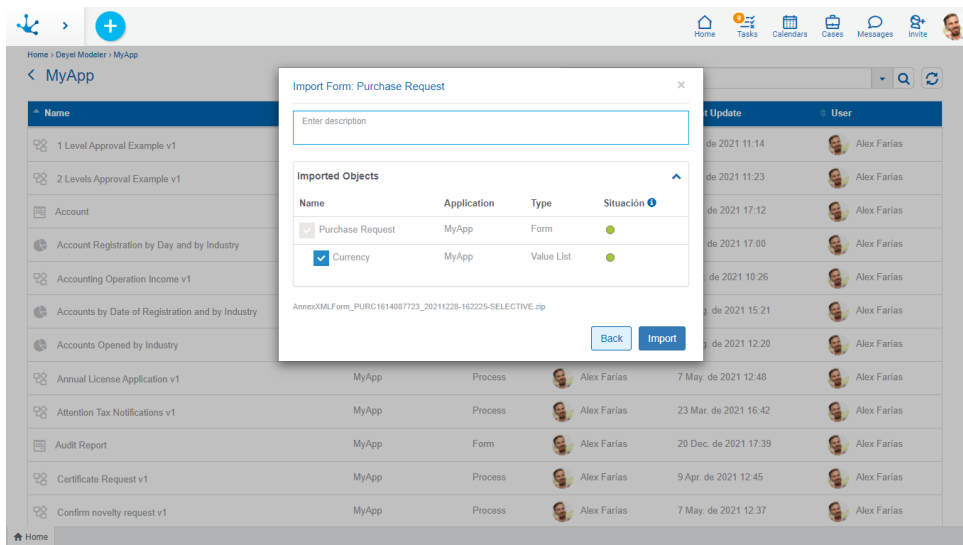 9
Home Tasks Calendars Cases Messages Invite
Home › Deyel Modeler › MyApp
MyApp
Import Form: Purchase Request ×
Enter description
Imported Objects
Name Application Type Situación
Purchase Request MyApp Form
Currency MyApp Value List
AnnexXMLForm_PURC1614087723_20211228-162225-SELECTIVE.zip
Back Import
Name t Update User
1 Level Approval Example v1 de 2021 11:14 Alex Farías
2 Levels Approval Example v1 de 2021 11:23 Alex Farías
Account de 2021 17:12 Alex Farías
Account Registration by Day and by Industry de 2021 17:00 Alex Farías
Accounting Operation Income v1 . de 2021 10:26 Alex Farías
Accounts by Date of Registration and by Industry . de 2021 15:21 Alex Farías
Accounts Opened by Industry . de 2021 12:20 Alex Farías
Annual License Application v1 MyApp Process Alex Farías 7 May. de 2021 12:48 Alex Farías
Attention Tax Notifications v1 MyApp Process Alex Farías 23 Mar. de 2021 16:42 Alex Farías
Audit Report MyApp Form Alex Farías 20 Dec. de 2021 17:39 Alex Farías
Certificate Request v1 MyApp Process Alex Farías 9 Apr. de 2021 12:45 Alex Farías
Confirm novelty request v1 MyApp Process Alex Farías 7 May. de 2021 12:37 Alex Farías
Home